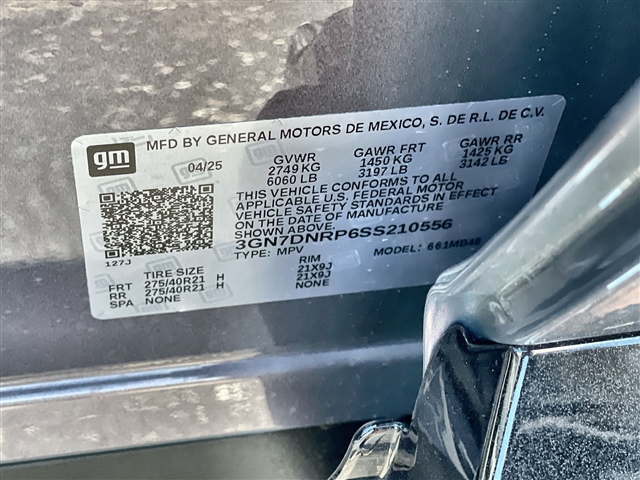 gm
MFD BY GENERAL MOTORS DE MEXICO, S. DE R.L. DE C.V.
04/25
GVWR GAWR FRT GAWR RR
2749 KG 1450 KG 1425 KG
6060 LB 3197 LB 3142 LB
THIS VEHICLE CONFORMS TO ALL
APPLICABLE U.S. FEDERAL MOTOR
VEHICLE SAFETY STANDARDS IN EFFECT
ON THE DATE OF MANUFACTURE
SHOWN ABOVE.
3GN7DNRP6SS210556
TYPE: MPV MODEL: 661MB48
127J
TIRE SIZE RIM
FRT 275/40R21 H 21X9J
RR 275/40R21 H 21X9J
SPA NONE NONE